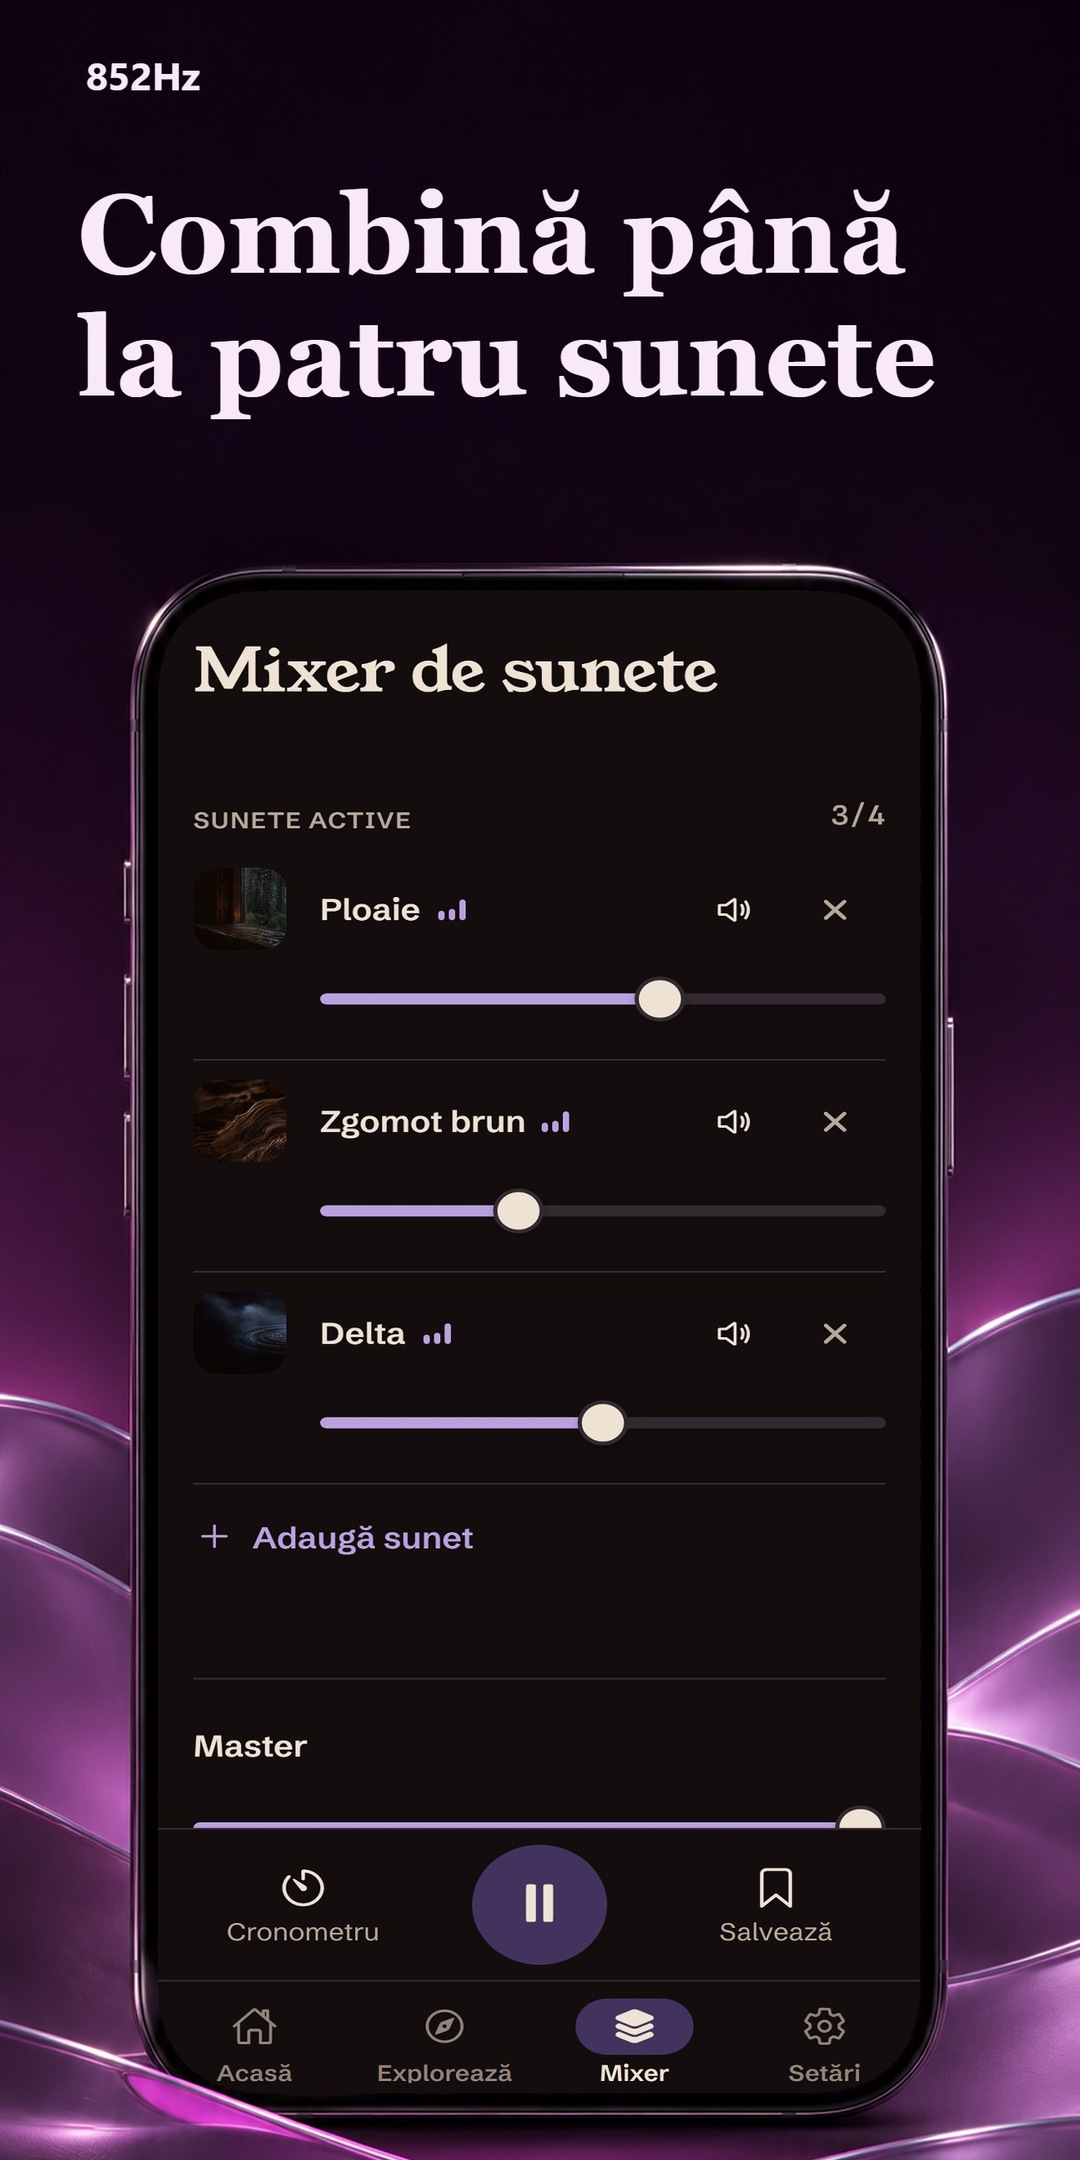 852Hz
Combină până
la patru sunete
Mixer de sunete
SUNETE ACTIVE 3/4
Ploaie
Zgomot brun
Delta
Adaugă sunet
Master
Cronometru Salvează
Acasă Explorează Mixer Setări